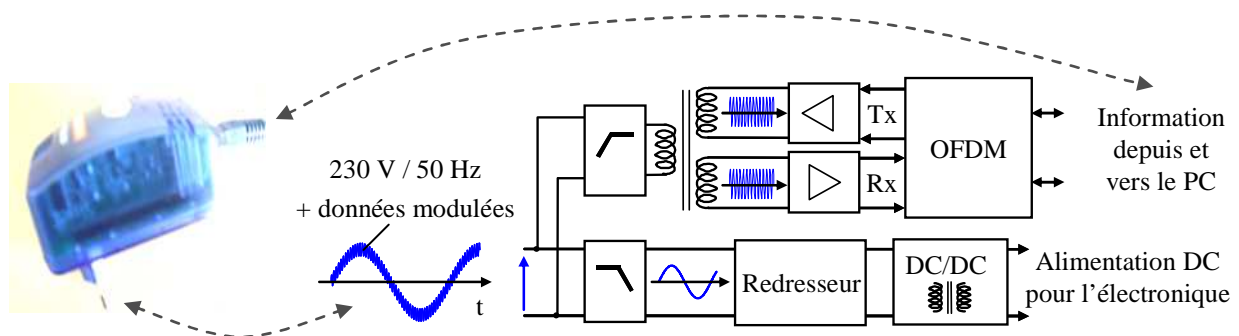 230 V / 50 Hz
+ données modulées
t
Tx
Rx
OFDM
Information
depuis et
vers le PC
Redresseur
DC/DC
Alimentation DC
pour l’électronique